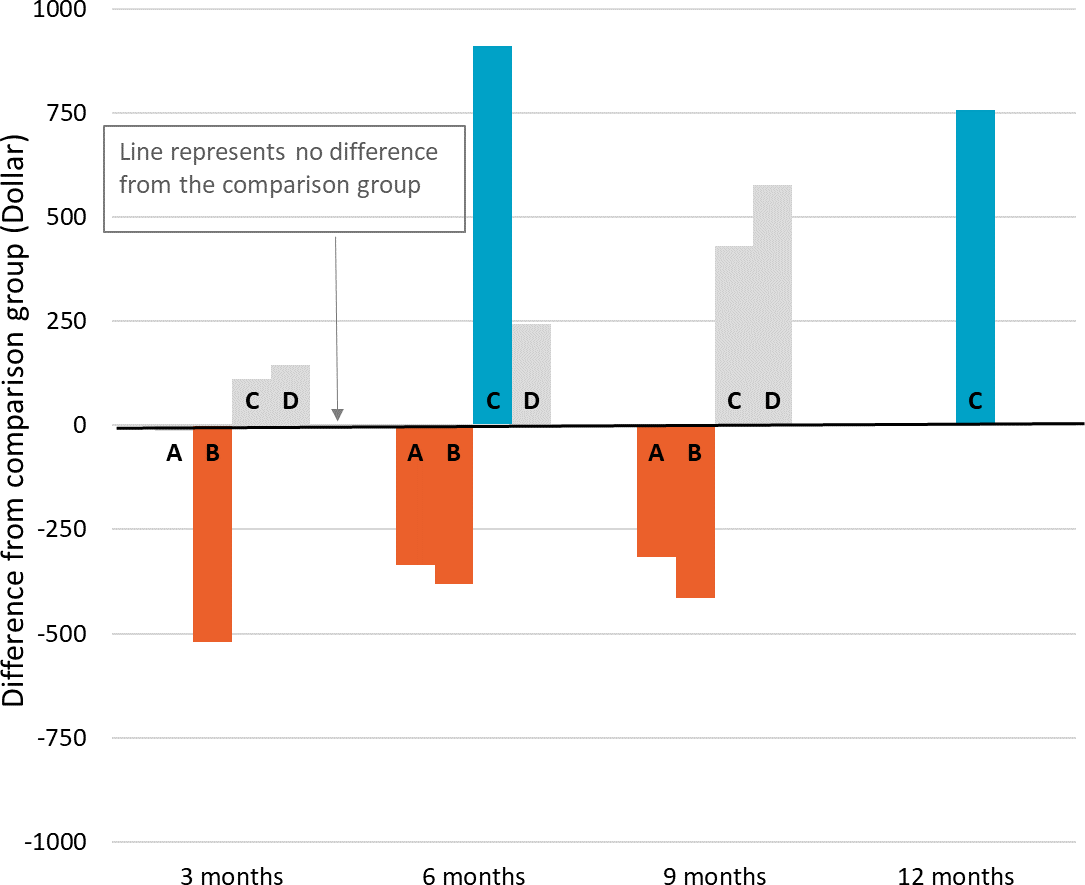 1000
750
500
250
0
-250
-500
-750
-1000
Difference from comparison group (Dollar)
Line represents no difference
from the comparison group
A B C D
A B C D
A B C D
C
3 months 6 months 9 months 12 months